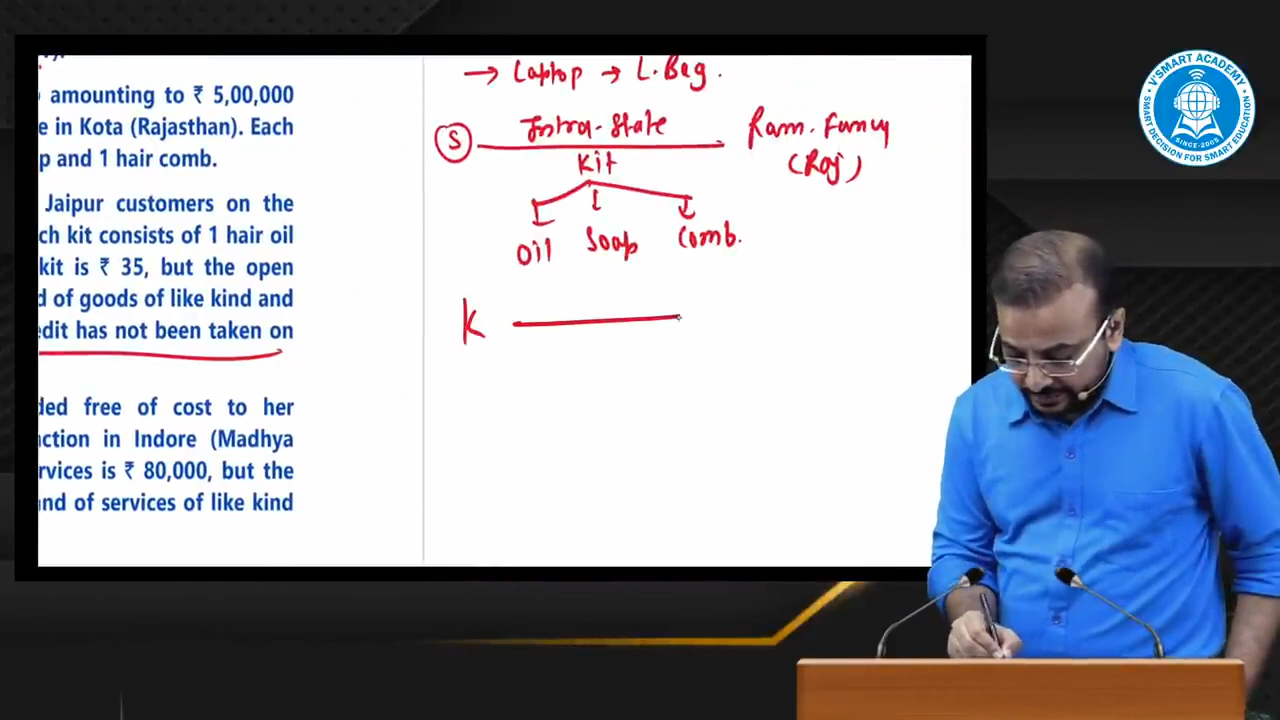 amounting to ₹ 5,00,000
e in Kota (Rajasthan). Each
p and 1 hair comb.
Jaipur customers on the
ch kit consists of 1 hair oil
kit is ₹ 35, but the open
d of goods of like kind and
edit has not been taken on
ded free of cost to her
action in Indore (Madhya
rvices is ₹ 80,000, but the
and of services of like kind
→ Laptop → L.Bag.
S Intra-State Ram. Fancy
Kit (Raj)
Oil Soap Comb.
K
V'SMART ACADEMY
SMART DECISION FOR SMART EDUCATION
SINCE-2005